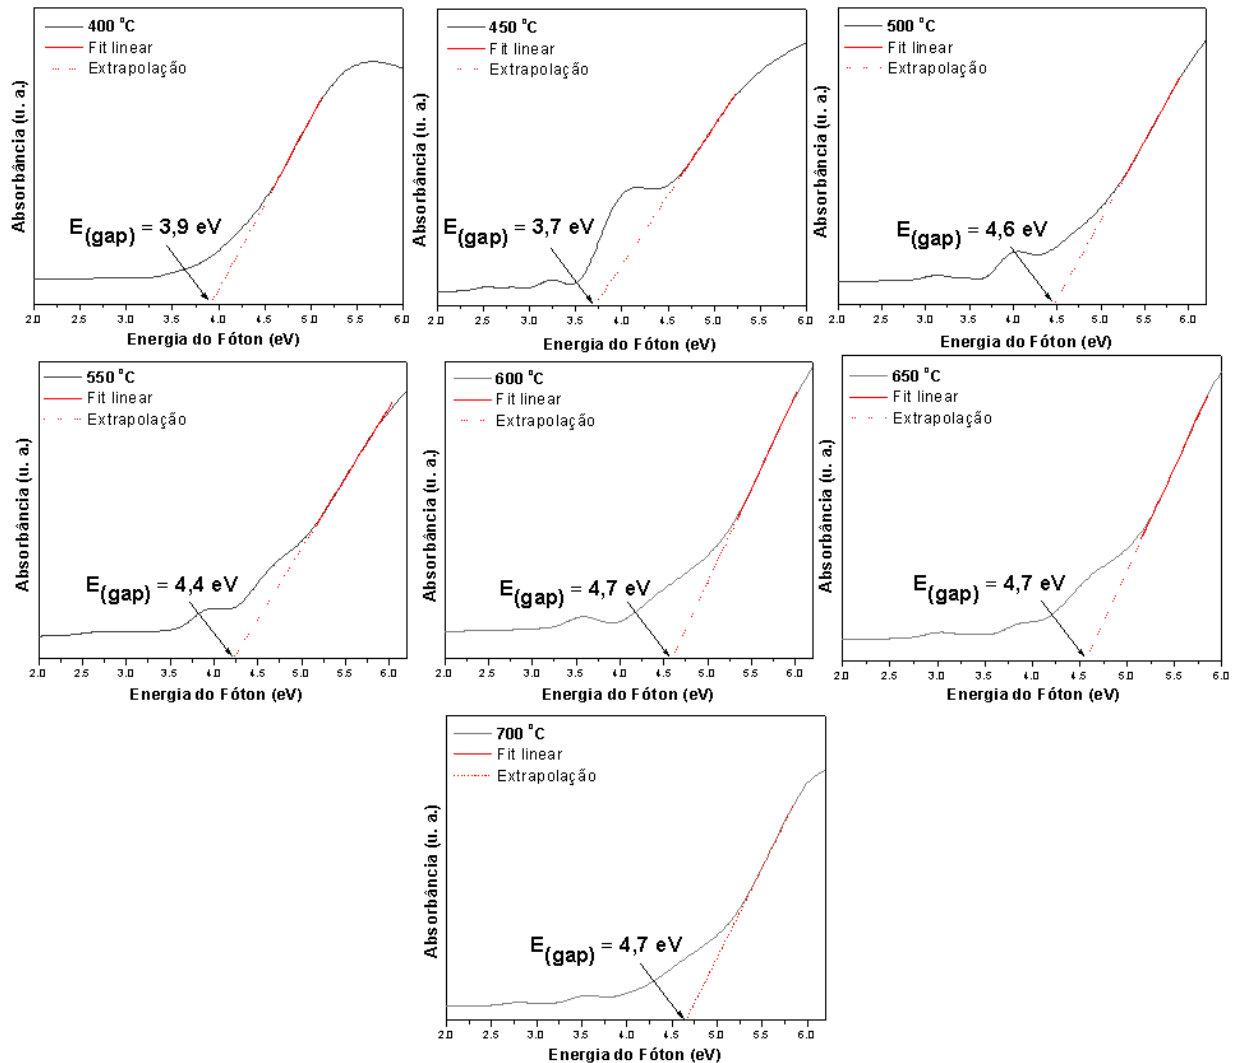 400 °C
Fit linear
Extrapolação
E(gap) = 3,9 eV
Absorbância (u. a.)
2.0 2.5 3.0 3.5 4.0 4.5 5.0 5.5 6.0
Energia do Fóton (eV)
450 °C
Fit linear
Extrapolação
E(gap) = 3,7 eV
Absorbância (u. a.)
2.0 2.5 3.0 3.5 4.0 4.5 5.0 5.5 6.0
Energia do Fóton (eV)
500 °C
Fit linear
Extrapolação
E(gap) = 4,6 eV
Absorbância (u. a.)
2.0 2.5 3.0 3.5 4.0 4.5 5.0 5.5 6.0
Energia do Fóton (eV)
550 °C
Fit linear
Extrapolação
E(gap) = 4,4 eV
Absorbância (u. a.)
2.0 2.5 3.0 3.5 4.0 4.5 5.0 5.5 6.0
Energia do Fóton (eV)
600 °C
Fit linear
Extrapolação
E(gap) = 4,7 eV
Absorbância (u. a.)
2.0 2.5 3.0 3.5 4.0 4.5 5.0 5.5 6.0
Energia do Fóton (eV)
650 °C
Fit linear
Extrapolação
E(gap) = 4,7 eV
Absorbância (u. a.)
2.0 2.5 3.0 3.5 4.0 4.5 5.0 5.5 6.0
Energia do Fóton (eV)
700 °C
Fit linear
Extrapolação
E(gap) = 4,7 eV
Absorbância (u. a.)
2.0 2.5 3.0 3.5 4.0 4.5 5.0 5.5 6.0
Energia do Fóton (eV)